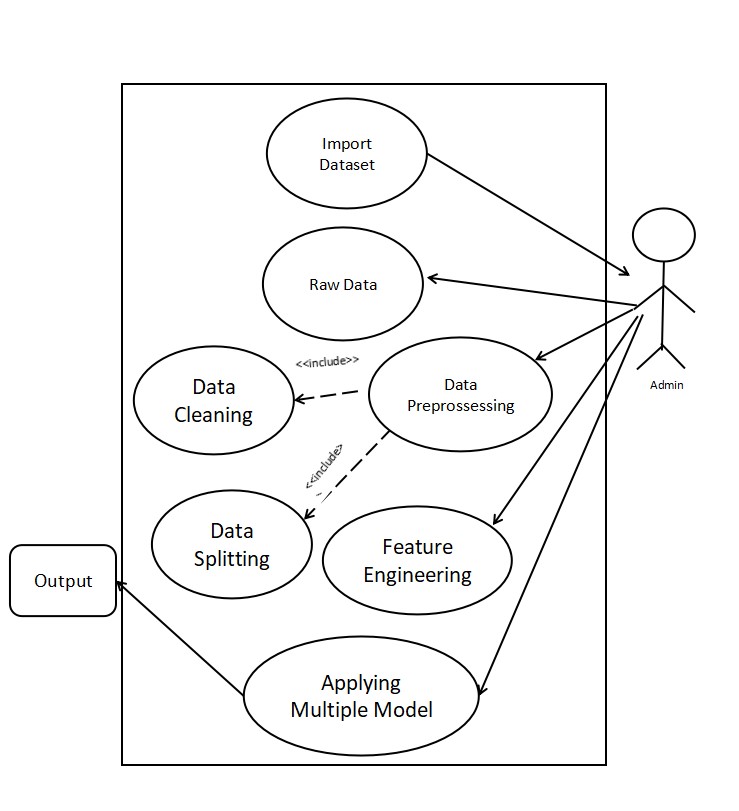 Import
Dataset
Raw Data
<<include>>
Data
Cleaning
Data
Preprossessing
Admin
<<include>
Data
Splitting
Feature
Engineering
Output
Applying
Multiple Model